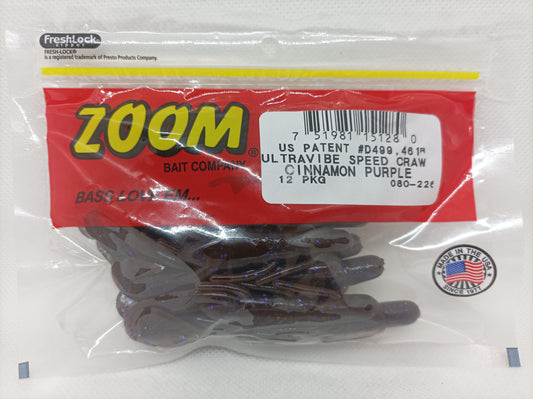 FreshLock
zipper
FRESH-LOCK®
is a registered trademark of Presto Products Company.
ZOOM
BAIT COMPANY
BASS LOVE 'EM...
7 51981 15128 0
US PATENT #D499,461
ULTRAVIBE SPEED CRAW
CINNAMON PURPLE
12 PKG 080-226
MADE IN THE USA
SINCE 1977